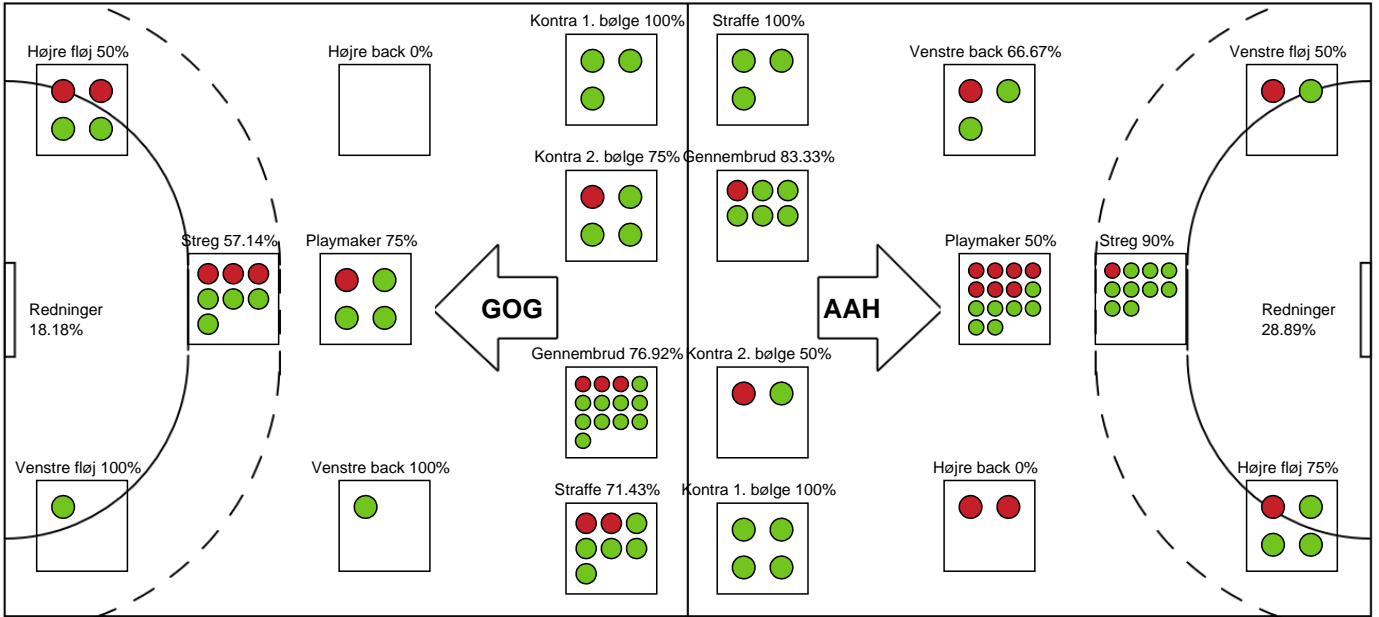 Kontra 1. bølge 100%
Straffe 100%
Højre fløj 50%
Højre back 0%
Venstre back 66.67%
Venstre fløj 50%
Kontra 2. bølge 75%
Gennembrud 83.33%
Streg 57.14%
Playmaker 75%
Playmaker 50%
Streg 90%
Redninger
18.18%
GOG
AAH
Redninger
28.89%
Gennembrud 76.92%
Kontra 2. bølge 50%
Venstre fløj 100%
Venstre back 100%
Straffe 71.43%
Kontra 1. bølge 100%
Højre back 0%
Højre fløj 75%